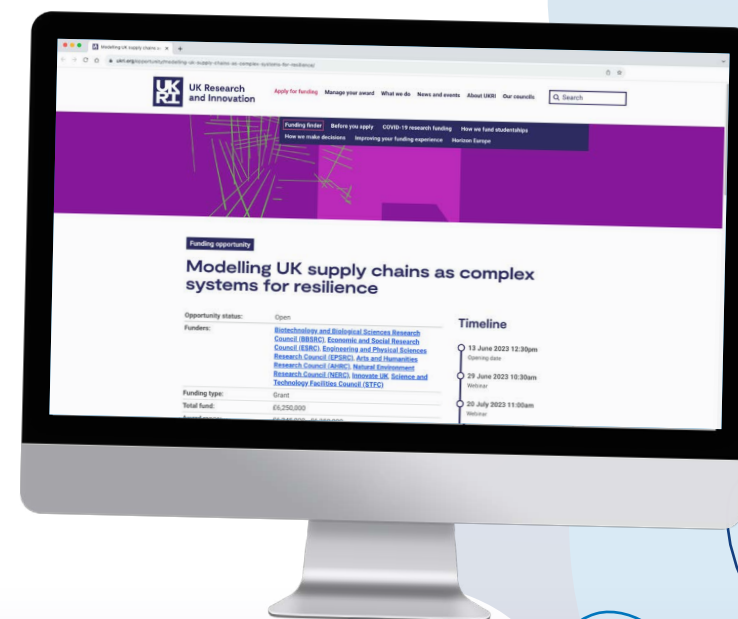 Modelling UK supply chains
ukri.org/opportunity/modelling-uk-supply-chains-as-complex-systems-for-resilience/
UK
RI
UK Research
and Innovation
Apply for funding Manage your award What we do News and events About UKRI Our councils
Search
Funding finder Before you apply COVID-19 research funding How we fund studentships
How we make decisions Improving your funding experience Horizon Europe
Funding opportunity
Modelling UK supply chains as complex
systems for resilience
Opportunity status: Open
Funders: Biotechnology and Biological Sciences Research
Council (BBSRC), Economic and Social Research
Council (ESRC), Engineering and Physical Sciences
Research Council (EPSRC), Arts and Humanities
Research Council (AHRC), Natural Environment
Research Council (NERC), Innovate UK, Science and
Technology Facilities Council (STFC)
Funding type: Grant
Total fund: £6,250,000
Timeline
13 June 2023 12:30pm
Opening date
29 June 2023 10:30am
Webinar
20 July 2023 11:00am
Webinar